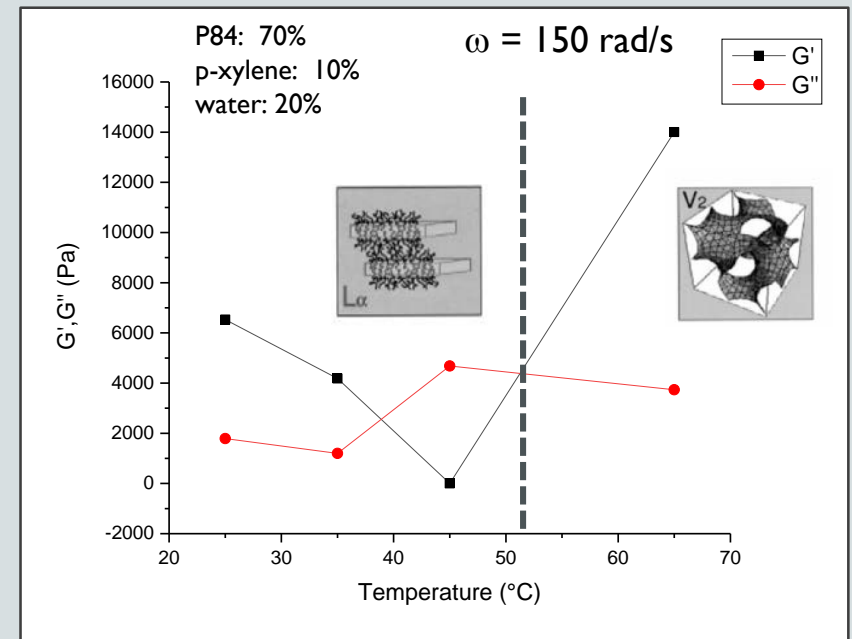 P84: 70%
p-xylene: 10%
water: 20%
ω = 150 rad/s
G'
G"
16000
14000
12000
10000
8000
6000
4000
2000
0
-2000
G',G" (Pa)
Lα
V2
20
30
40
50
60
70
Temperature (°C)